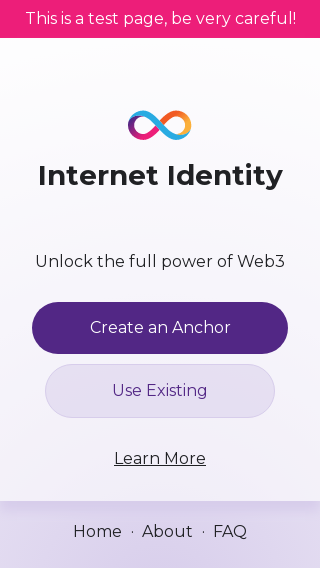 This is a test page, be very careful!
Internet Identity
Unlock the full power of Web3
Create an Anchor
Use Existing
Learn More
Home · About · FAQ